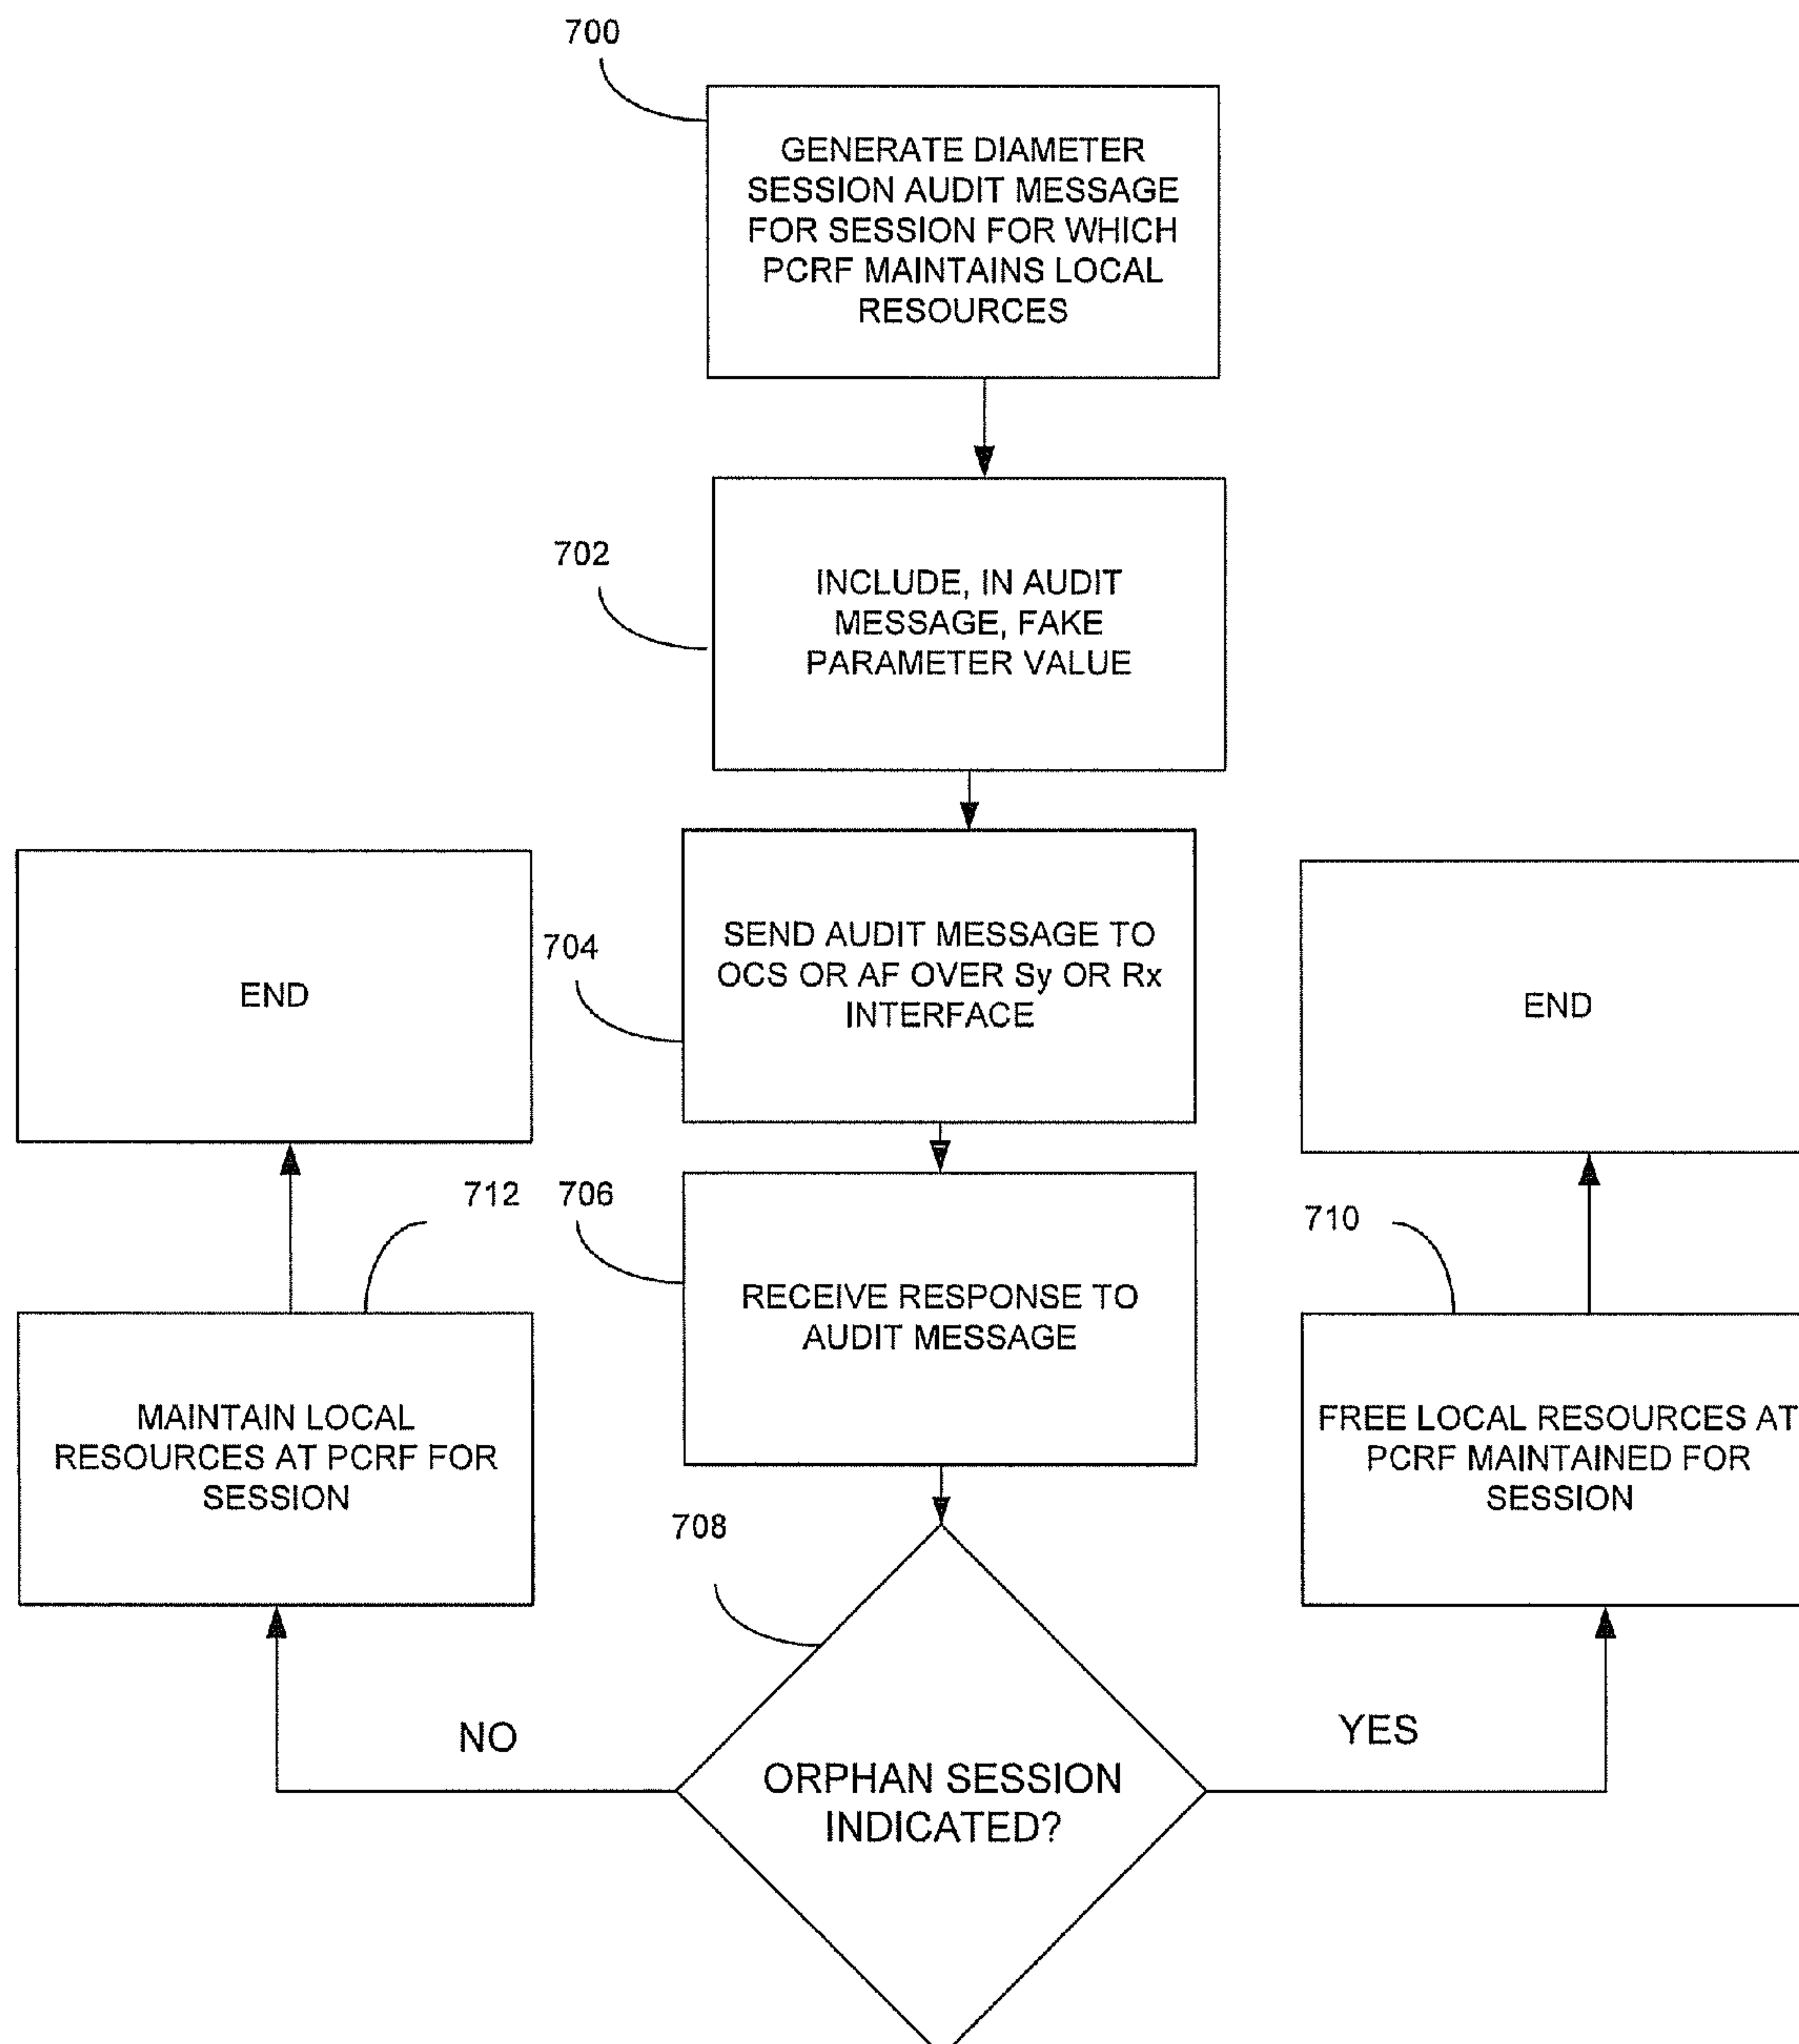 700
GENERATE DIAMETER
SESSION AUDIT MESSAGE
FOR SESSION FOR WHICH
PCRF MAINTAINS LOCAL
RESOURCES
702
INCLUDE, IN AUDIT
MESSAGE, FAKE
PARAMETER VALUE
704
SEND AUDIT MESSAGE TO
OCS OR AF OVER Sy OR Rx
INTERFACE
END
END
712
706
710
RECEIVE RESPONSE TO
AUDIT MESSAGE
MAINTAIN LOCAL
RESOURCES AT PCRF FOR
SESSION
FREE LOCAL RESOURCES AT
PCRF MAINTAINED FOR
SESSION
708
NO
YES
ORPHAN SESSION
INDICATED?